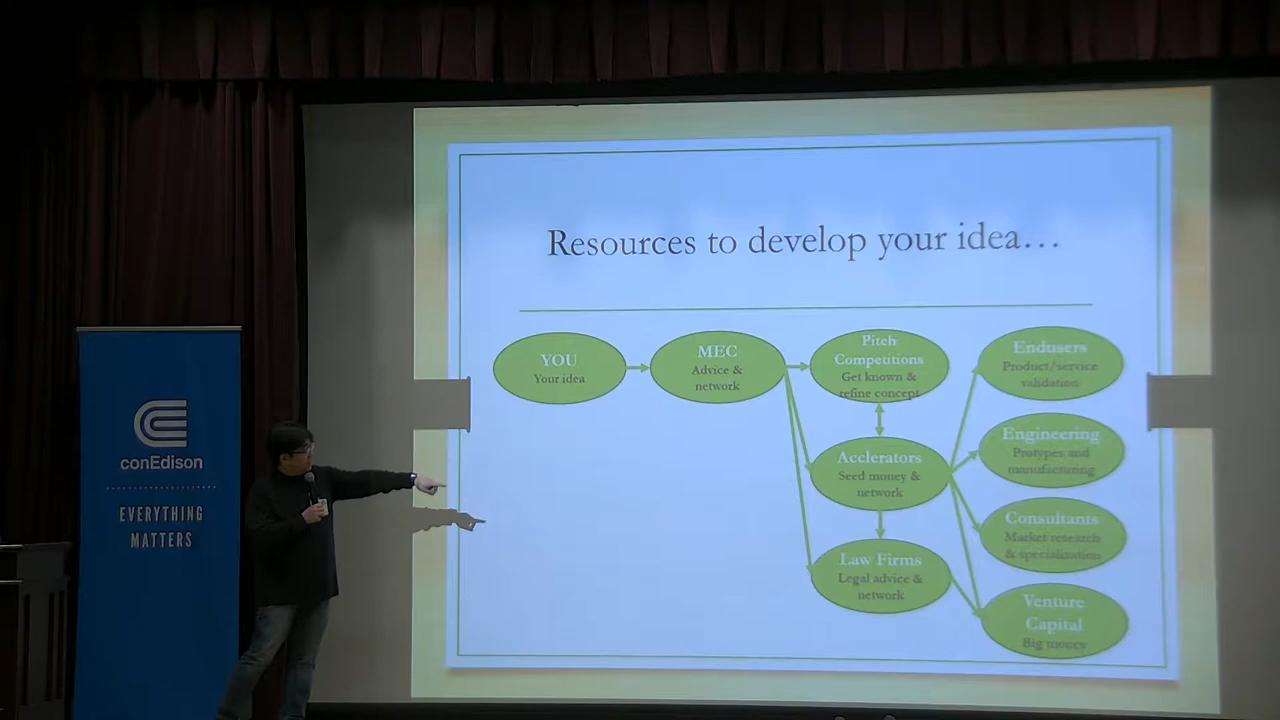 Resources to develop your idea...
YOU
Your idea
MEC
Advice &
network
Pitch
Competitions
Get known &
refine concept
Acclerators
Seed money &
network
Law Firms
Legal advice &
network
Endusers
Product/service
validation
Engineering
Protypes and
manufacturing
Consultants
Market research
& specialization
Venture
Capital
Big money
conEdison
EVERYTHING
MATTERS